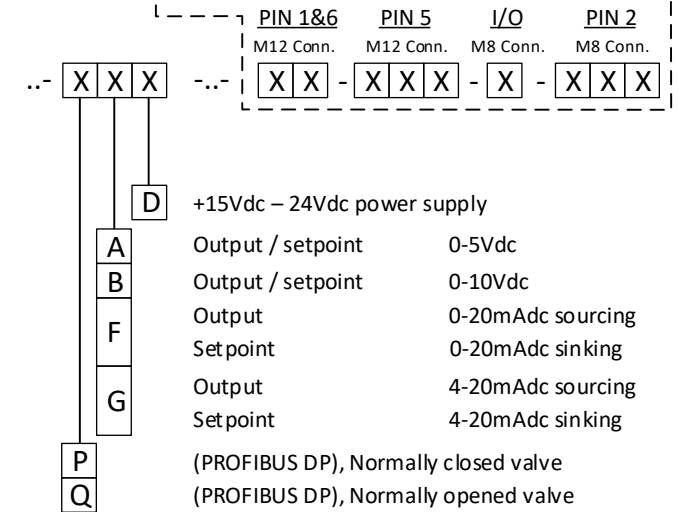 PIN 1&6 PIN 5 I/O PIN 2
M12 Conn. M12 Conn. M8 Conn. M8 Conn.
..- X X X -..- X X - X X X - X - X X X
D +15Vdc – 24Vdc power supply
A Output / setpoint 0-5Vdc
B Output / setpoint 0-10Vdc
F Output 0-20mAdc sourcing
Setpoint 0-20mAdc sinking
G Output 4-20mAdc sourcing
Setpoint 4-20mAdc sinking
P (PROFIBUS DP), Normally closed valve
Q (PROFIBUS DP), Normally opened valve